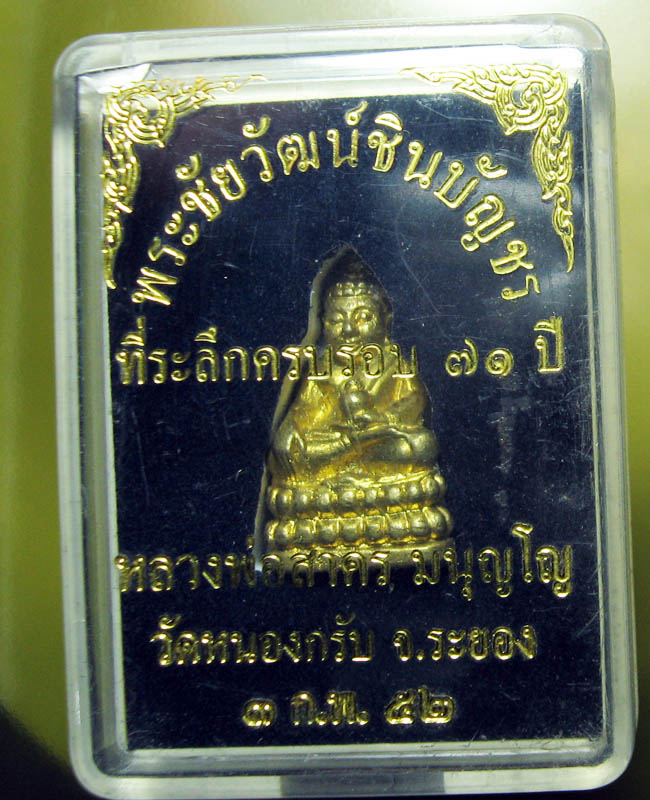 พระชัยวัฒน์ชินบัญชร
ที่ระลึกครบรอบ ๗๑ ปี
หลวงพ่อสาคร มนุญโญ
วัดหนองกรับ จ.ระยอง
๓ ก.พ. ๕๒